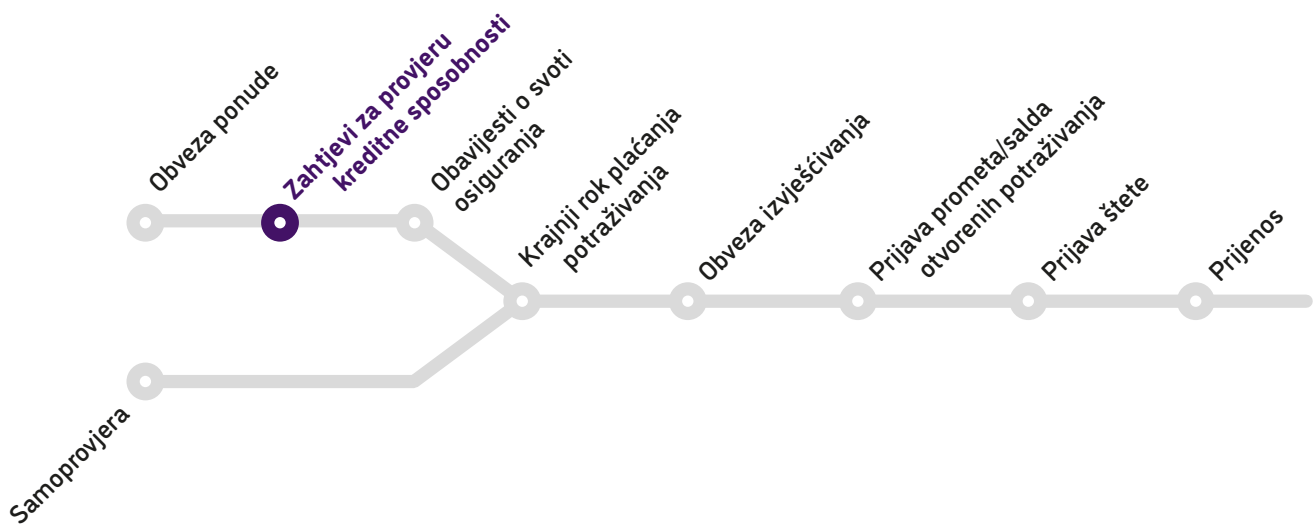 Obveza ponude
Zahtjevi za provjeru
kreditne sposobnosti
Obavijesti o svoti
osiguranja
Krajnji rok plaćanja
potraživanja
Obveza izvješćivanja
Prijava prometa/salda
otvorenih potraživanja
Prijava štete
Prijenos
Samoprovjera